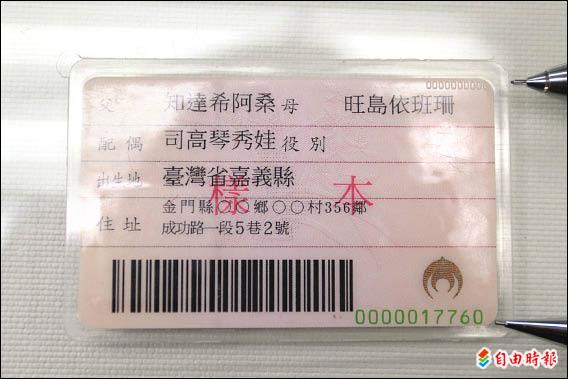 0000000000
父 知達希阿桑 母 旺島依班珊
配偶 司高琴秀娃 役別
出生地 臺灣省嘉義縣
樣本
住址 金門縣○○鄉○○村356鄰
成功路一段5巷2號
0000017760
自由時報